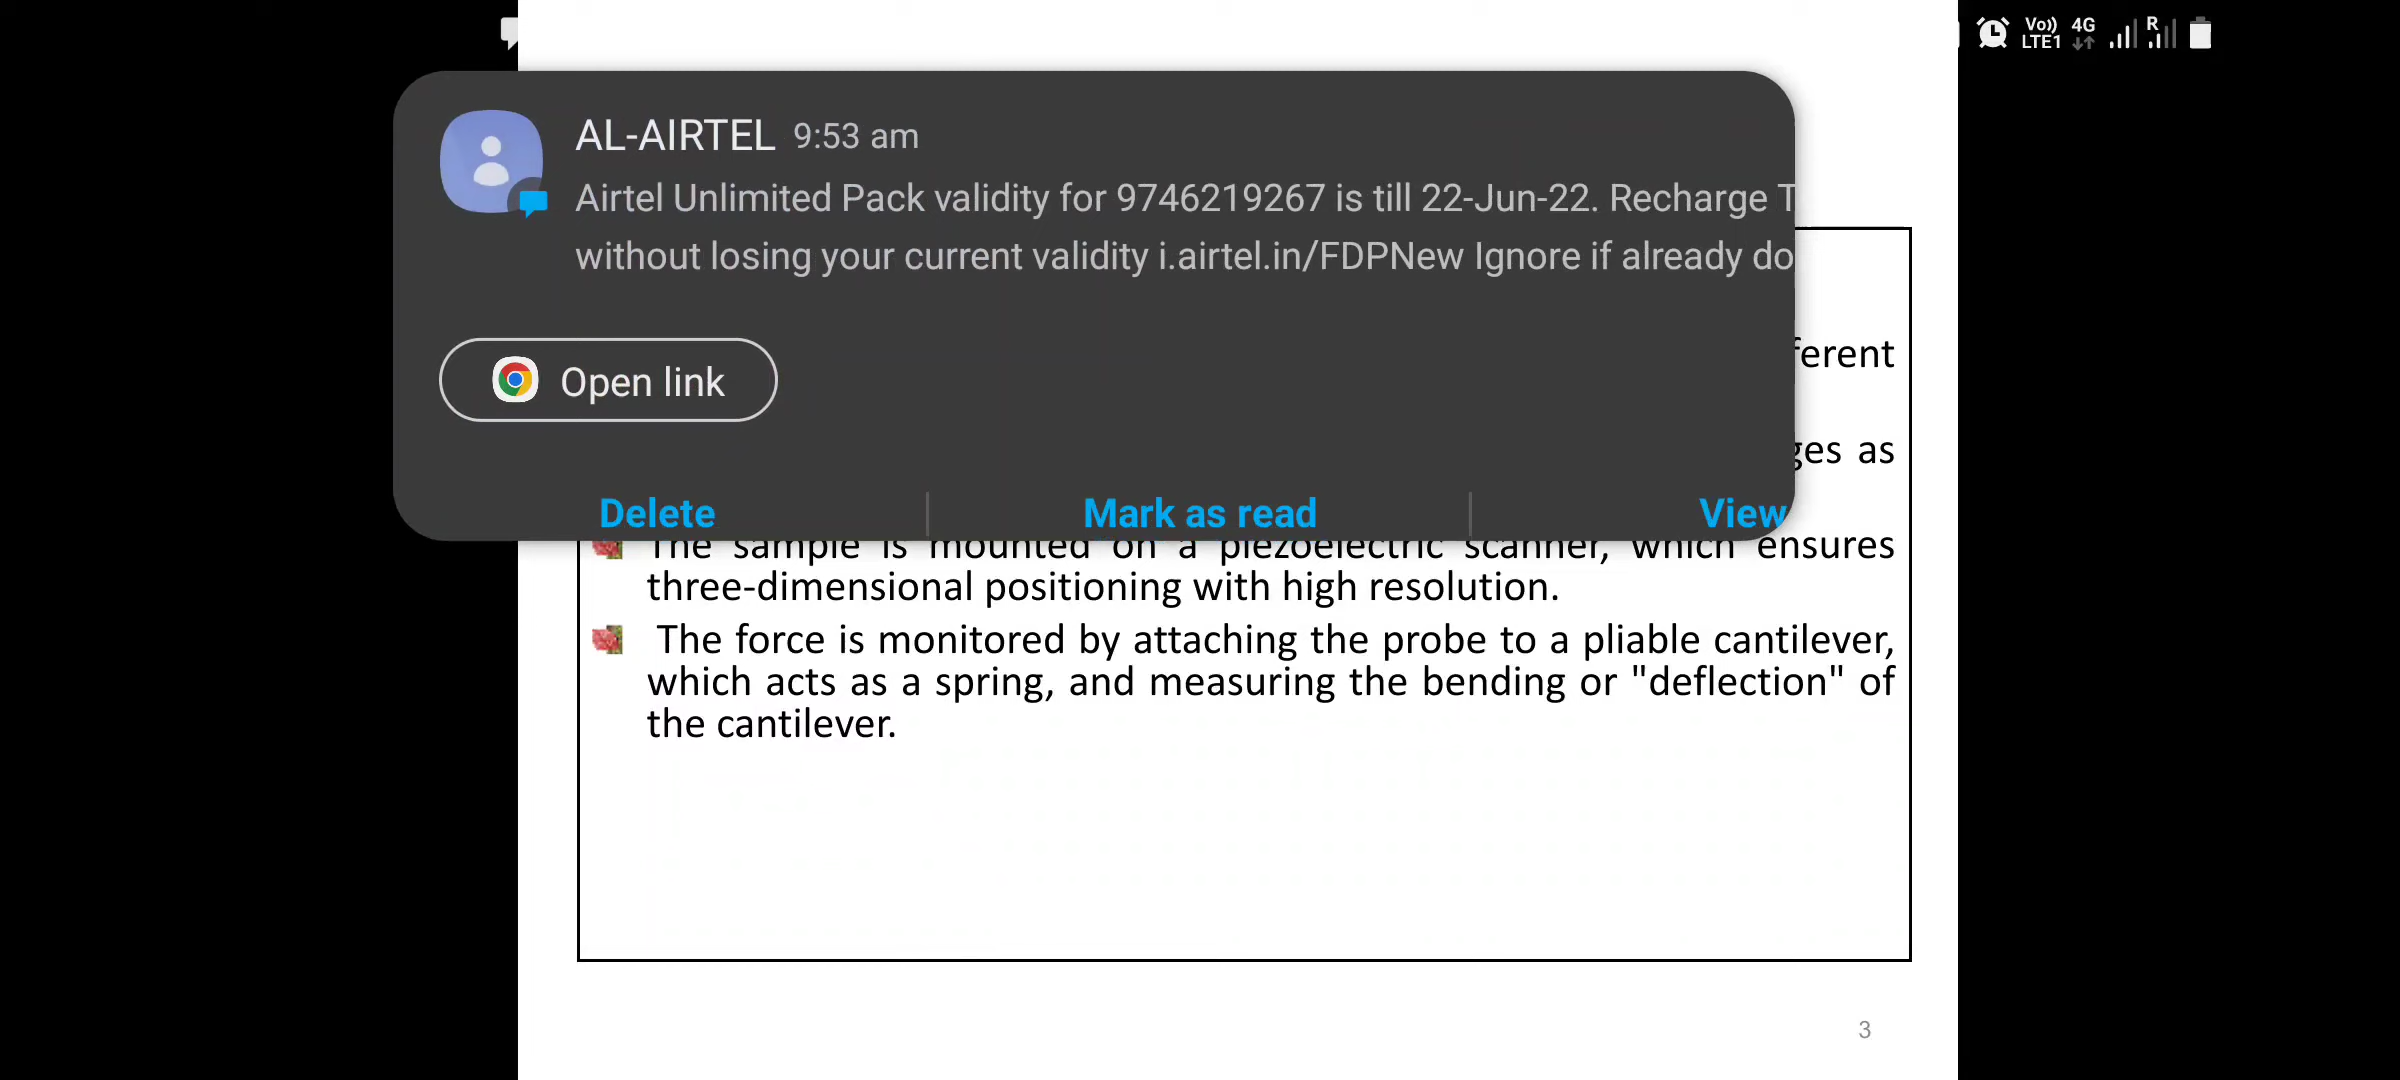 Vo)) LTE1 4G R
AL-AIRTEL 9:53 am
Airtel Unlimited Pack validity for 9746219267 is till 22-Jun-22. Recharge
without losing your current validity i.airtel.in/FDPNew Ignore if already
Open link
Delete Mark as read View
as
The sample is mounted on a piezoelectric scanner, which ensures
three-dimensional positioning with high resolution.
The force is monitored by attaching the probe to a pliable cantilever,
which acts as a spring, and measuring the bending or "deflection" of
the cantilever.
3